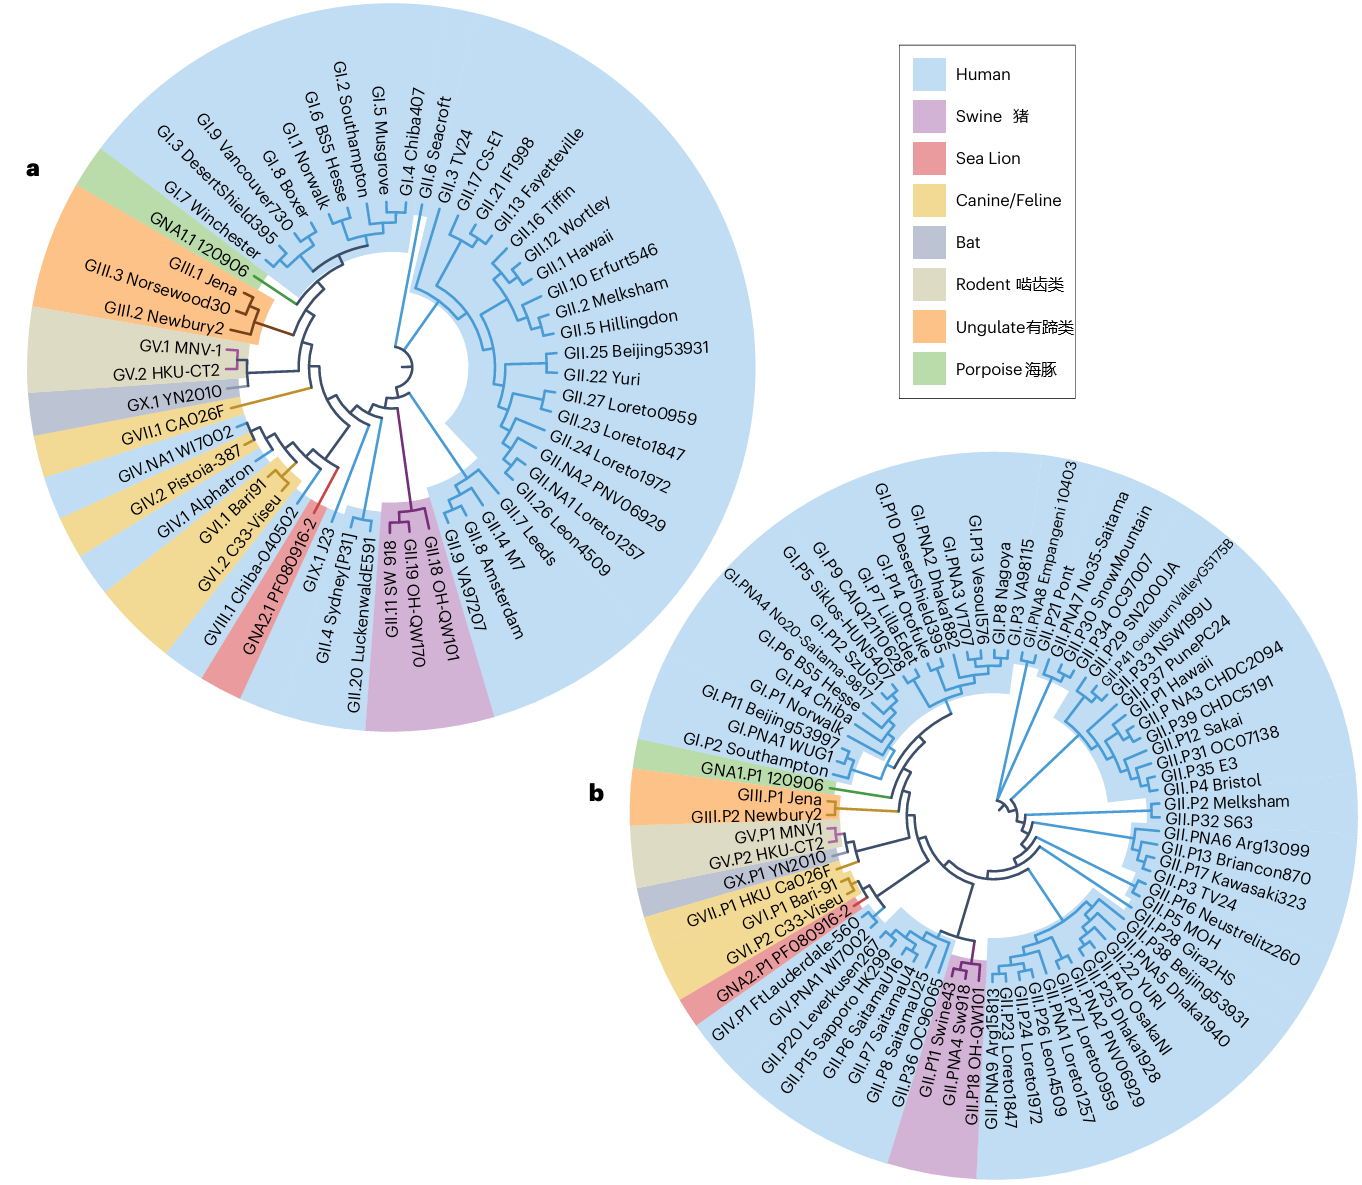 a
GI.7 Winchester
GI.3 DesertShield395
GI.9 Vancouver730
GI.8 Boxer
GI.1 Norwalk
GI.6 BS5 Hesse
GI.2 Southampton
GI.5 Musgrove
GI.4 Chiba407
GII.6 Seacroft
GII.3 TV24
GII.17 CS-E1
GII.21 IF1998
GII.13 Fayetteville
GII.16 Tiffin
GII.12 Wortley
GII.1 Hawaii
GII.10 Erfurt546
GII.2 Melksham
GII.5 Hillingdon
GII.25 Beijing53931
GII.22 Yuri
GII.27 Loreto0959
GII.23 Loreto1847
GII.24 Loreto1972
GII.NA2 PNV06929
GII.NA1 Loreto1257
GII.26 Leon4509
GII.7 Leeds
GII.14 M7
GII.8 Amsterdam
GII.9 VA97207
GII.18 OH-QW101
GII.19 OH-QW170
GII.11 SW 918
GII.20 LuckenwaldE591
GII.4 Sydney[P31]
GIX.1 J23
GNA2.1 PF080916-2
GVIII.1 Chiba-040502
GVI.2 C33-Viseu
GVI.1 Bari91
GIV.1 Alphatron
GIV.2 Pistoia-387
GIV.NA1 WI7002
GVII.1 CA026F
GX.1 YN2010
GV.2 HKU-CT2
GV.1 MNV-1
GIII.2 Newbury2
GIII.3 Norsewood30
GIII.1 Jena
GNA1.1 120906
Human
Swine 猪
Sea Lion
Canine/Feline
Bat
Rodent 啮齿类
Ungulate有蹄类
Porpoise海豚
b
GI.P2 Southampton
GI.PNA1 WUG1
GI.P11 Beijing53997
GI.P1 Norwalk
GI.P4 Chiba
GI.P6 BS5 Hesse
GI.PNA4 No20-Saitama-9817
GI.P12 SzUG1
GI.P5 Siklos-HUN5407
GI.P9 CAIQI210628
GI.P7 LillaEdet
GI.P14 Otofuke
GI.P10 DesertShield395
GI.PNA2 Dhaka1882
GI.PNA3 V1707
GI.P13 Vesoul576
GI.P8 Nagoya
GI.P3 VA98115
GII.PNA8 Empangeni 10403
GII.P21 Pont
GII.PNA7 No35-Saitama
GII.P30 SnowMountain
GII.P34 OC97007
GII.P29 SN2000JA
GII.P41 GoulburnValleyG5175B
GII.P33 NSW199U
GII.P37 PunePC24
GII.P1 Hawaii
GII.P NA3 CHDC2094
GII.P39 CHDC5191
GII.P12 Sakai
GII.P31 OC07138
GII.P35 E3
GII.P4 Bristol
GII.P2 Melksham
GII.P32 S63
GII.PNA6 Arg13099
GII.P13 Briancon870
GII.P17 Kawasaki323
GII.P3 TV24
GII.P16 Neustrelitz260
GII.P5 MOH
GII.P28 Gira2HS
GII.P38 Beijing53931
GII.PNA5 Dhaka1940
GII.22 YURI
GII.P40 OsakaNI
GII.P25 Dhaka1928
GII.PNA2 PNV06929
GII.P27 Loreto0959
GII.PNA1 Loreto1257
GII.P26 Leon4509
GII.P24 Loreto1972
GII.P23 Loreto1847
GII.PNA9 Arg15813
GII.P18 OH-QW101
GII.PNA4 Sw918
GII.P11 Swine43
GII.P36 OC96065
GII.P8 SaitamaU25
GII.P7 SaitamaU4
GII.P6 SaitamaU16
GII.P15 Sapporo HK299
GII.P20 Leverkusen267
GIV.PNA1 WI7002
GIV.P1 FtLauderdale-560
GNA2.P1 PF080916-2
GVI.P2 C33-Viseu
GVI.P1 Bari-91
GVII.P1 HKU Ca026F
GX.P1 YN2010
GV.P2 HKU-CT2
GV.P1 MNV1
GIII.P2 Newbury2
GIII.P1 Jena
GNA1.P1 120906